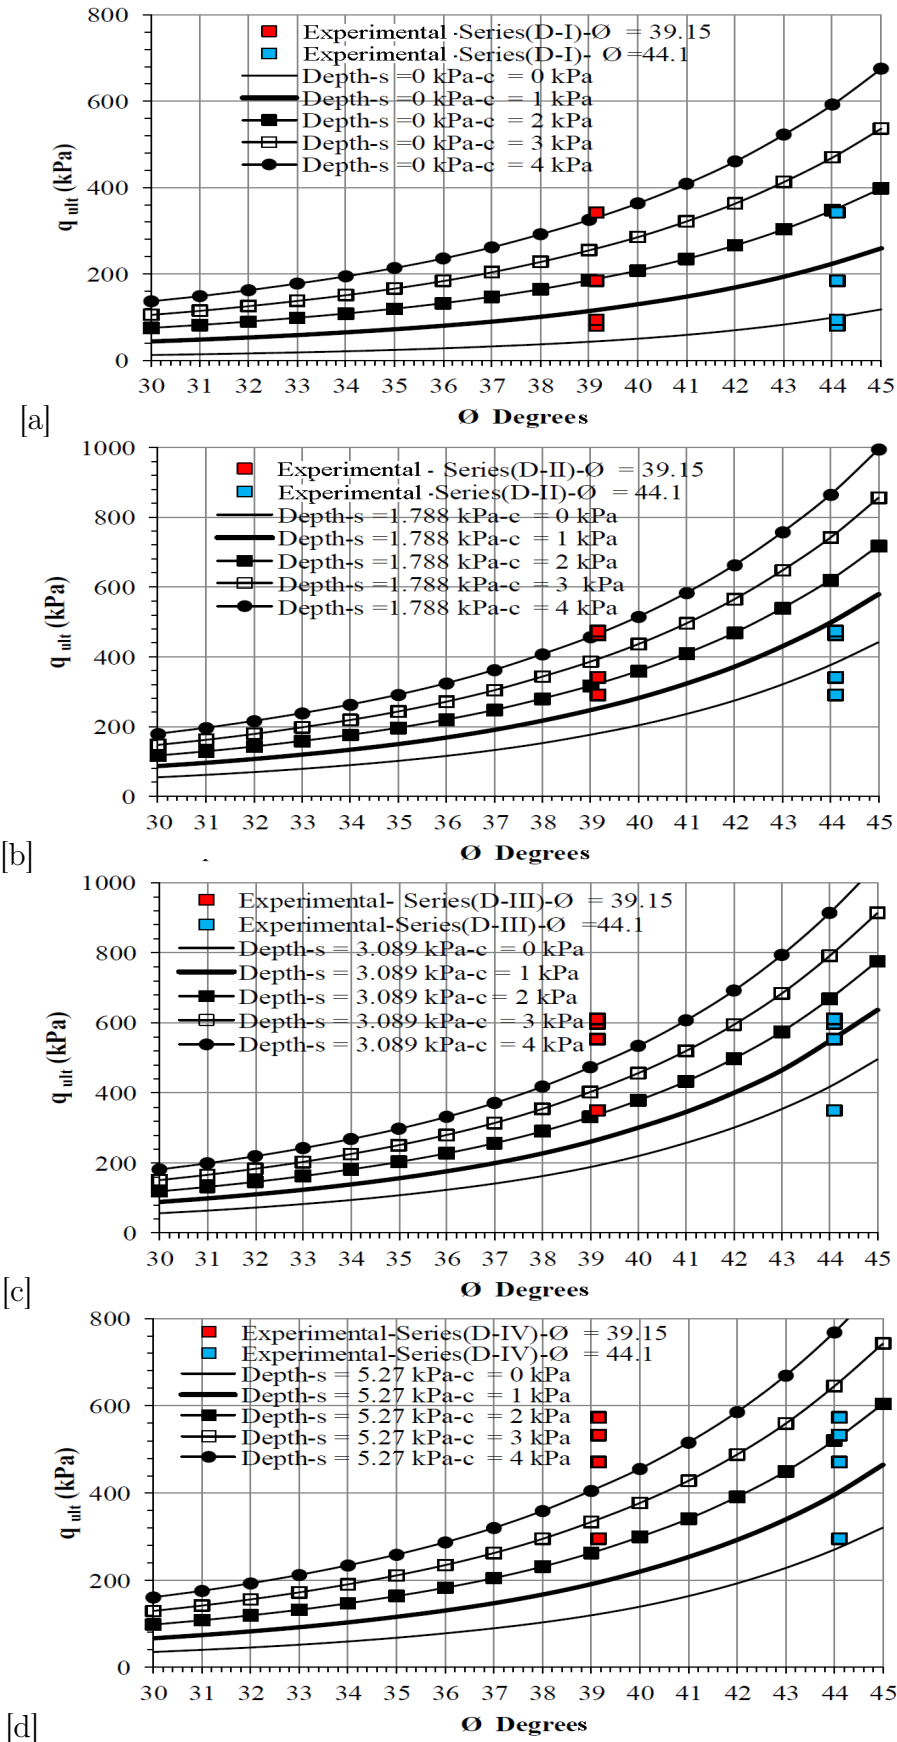 800
600
400
200
0
q ult (kPa)
Experimental -Series(D-I)-Ø = 39.15
Experimental -Series(D-I)- Ø =44.1
Depth-s =0 kPa-c = 0 kPa
Depth-s =0 kPa-c = 1 kPa
Depth-s =0 kPa-c = 2 kPa
Depth-s =0 kPa-c = 3 kPa
Depth-s =0 kPa-c = 4 kPa
30 31 32 33 34 35 36 37 38 39 40 41 42 43 44 45
Ø Degrees
[a]
1000
800
600
400
200
0
q ult (kPa)
Experimental - Series(D-II)-Ø = 39.15
Experimental -Series(D-II)-Ø = 44.1
Depth-s =1.788 kPa-c = 0 kPa
Depth-s =1.788 kPa-c = 1 kPa
Depth-s =1.788 kPa-c = 2 kPa
Depth-s =1.788 kPa-c = 3 kPa
Depth-s =1.788 kPa-c = 4 kPa
30 31 32 33 34 35 36 37 38 39 40 41 42 43 44 45
Ø Degrees
[b]
1000
800
600
400
200
0
q ult (kPa)
Experimental- Series(D-III)-Ø = 39.15
Experimental-Series(D-III)-Ø =44.1
Depth-s = 3.089 kPa-c = 0 kPa
Depth-s = 3.089 kPa-c = 1 kPa
Depth-s = 3.089 kPa-c = 2 kPa
Depth-s = 3.089 kPa-c = 3 kPa
Depth-s = 3.089 kPa-c = 4 kPa
30 31 32 33 34 35 36 37 38 39 40 41 42 43 44 45
Ø Degrees
[c]
800
600
400
200
0
q ult (kPa)
Experimental-Series(D-IV)-Ø = 39.15
Experimental-Series(D-IV)-Ø = 44.1
Depth-s = 5.27 kPa-c = 0 kPa
Depth-s = 5.27 kPa-c = 1 kPa
Depth-s = 5.27 kPa-c = 2 kPa
Depth-s = 5.27 kPa-c = 3 kPa
Depth-s = 5.27 kPa-c = 4 kPa
30 31 32 33 34 35 36 37 38 39 40 41 42 43 44 45
Ø Degrees
[d]